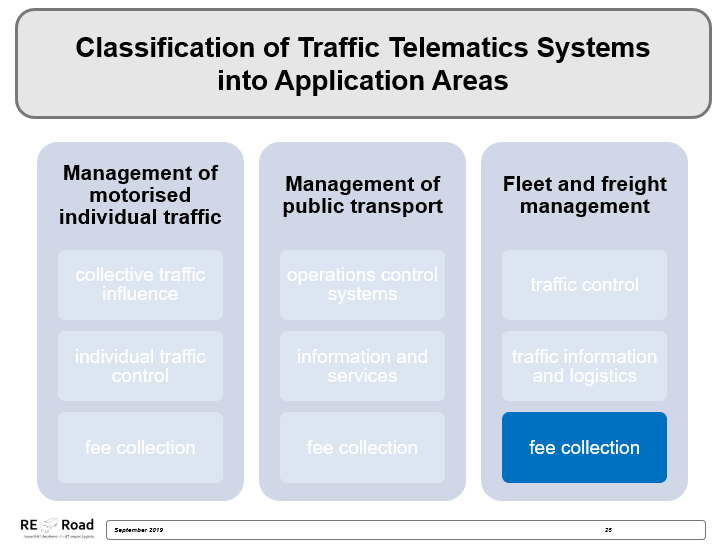 Classification of Traffic Telematics Systems
into Application Areas
Management of
motorised
individual traffic
collective traffic
influence
individual traffic
control
fee collection
Management of
public transport
operations control
systems
information and
services
fee collection
Fleet and freight
management
traffic control
traffic information
and logistics
fee collection
RE Road
September 2019
26